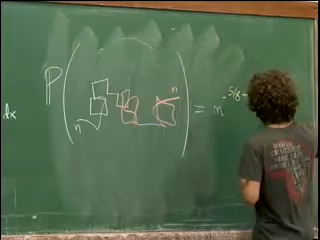 dx
P( n n ) = n^-5/8+